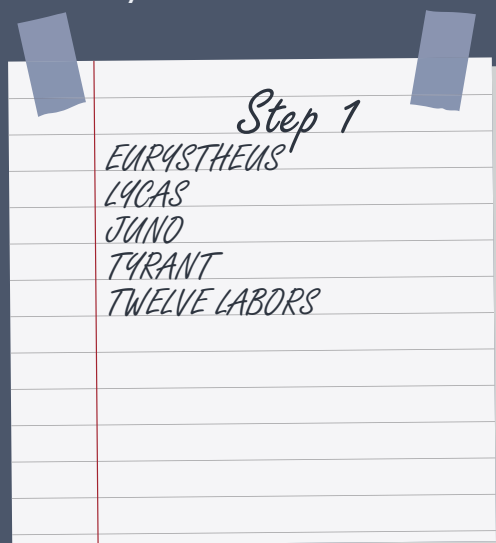 Step 1
EURYSTHEUS
LYCAS
JUNO
TYRANT
TWELVE LABORS